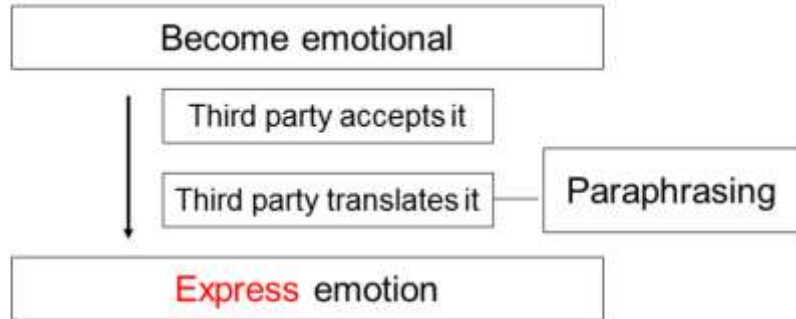 Become emotional
Third party accepts it
Third party translates it
Paraphrasing
Express emotion